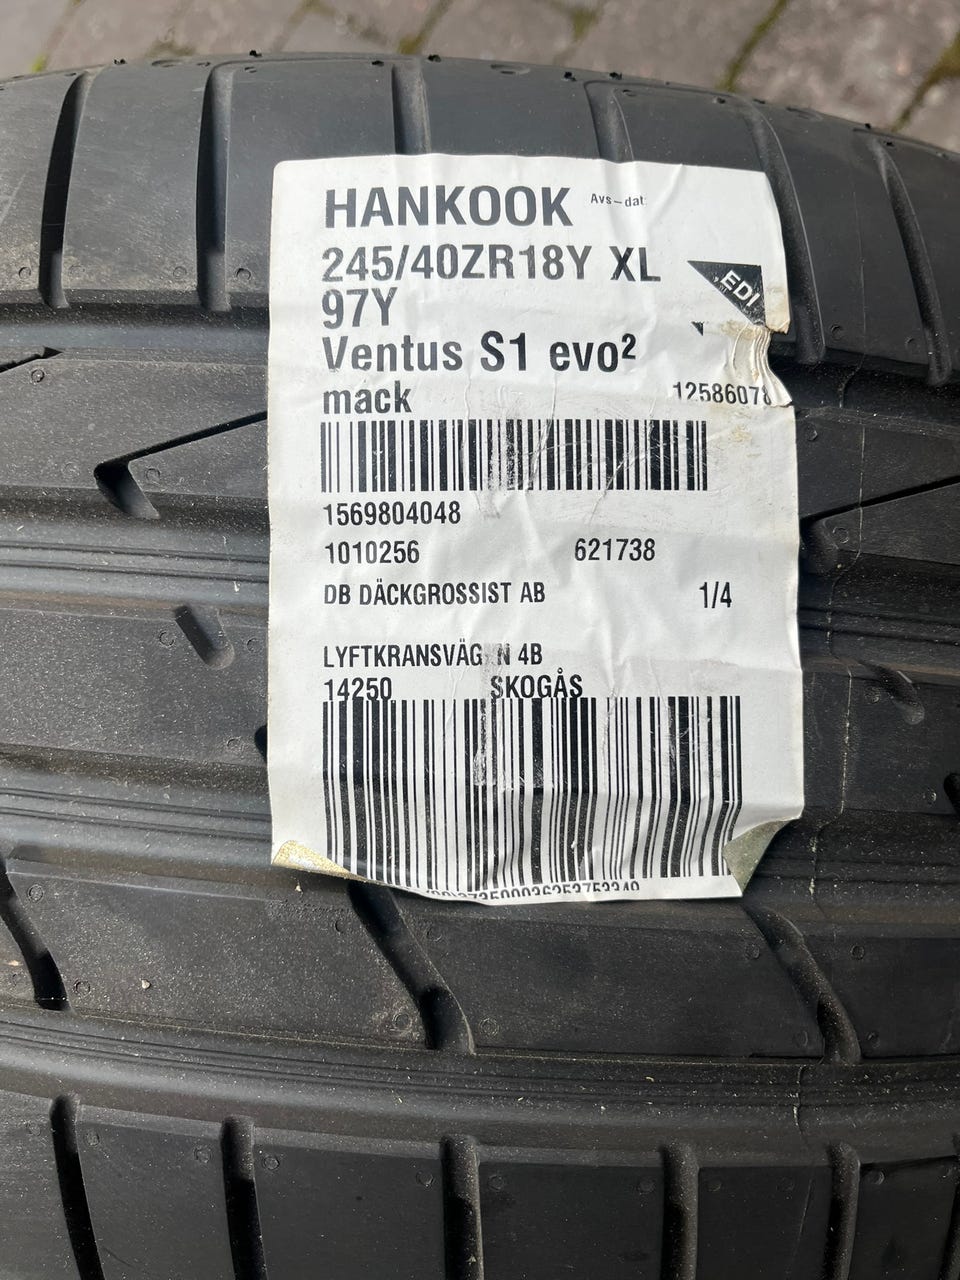 HANKOOK Avs-dat:
245/40ZR18Y XL
97Y
EDI
Ventus S1 evo²
mack 12586078
1569804048
1010256 621738
DB DÄCKGROSSIST AB 1/4
LYFTKRANSVÄG N 4B
14250 SKOGÅS